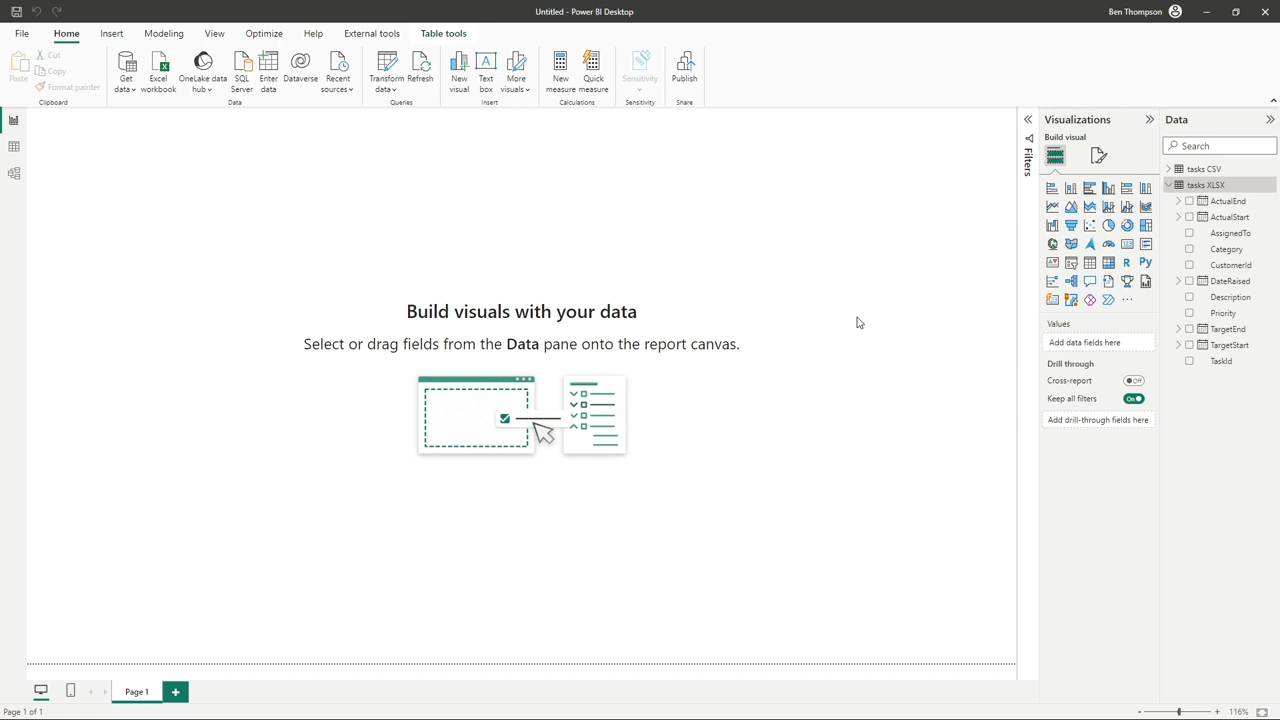 Untitled - Power BI Desktop
Ben Thompson
File Home Insert Modeling View Optimize Help External tools Table tools
Paste
Cut
Copy
Format painter
Clipboard
Get data
Excel workbook
OneLake data hub
SQL Server
Enter data
Dataverse
Recent sources
Data
Transform data
Refresh
Queries
New visual
Text box
More visuals
Insert
New measure
Quick measure
Calculations
Sensitivity
Sensitivity
Publish
Share
Filters
Visualizations
Build visual
R
Py
Values
Add data fields here
Drill through
Cross-report
Off
Keep all filters
On
Add drill-through fields here
Data
Search
tasks CSV
tasks XLSX
ActualEnd
ActualStart
AssignedTo
Category
CustomerId
DateRaised
Description
Priority
TargetEnd
TargetStart
TaskId
Build visuals with your data
Select or drag fields from the Data pane onto the report canvas.
Page 1
Page 1 of 1
116%